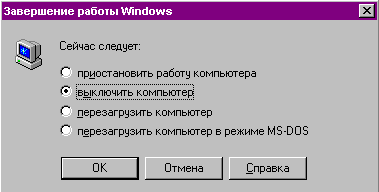 Завершение работы Windows
Сейчас следует:
приостановить работу компьютера
выключить компьютер
перезагрузить компьютер
перезагрузить компьютер в режиме MS-DOS
OK Отмена Справка